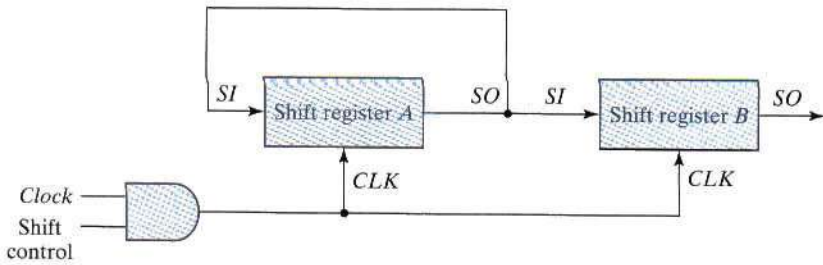 SI
Shift register A
SO
SI
Shift register B
SO
CLK
CLK
Clock
Shift
control